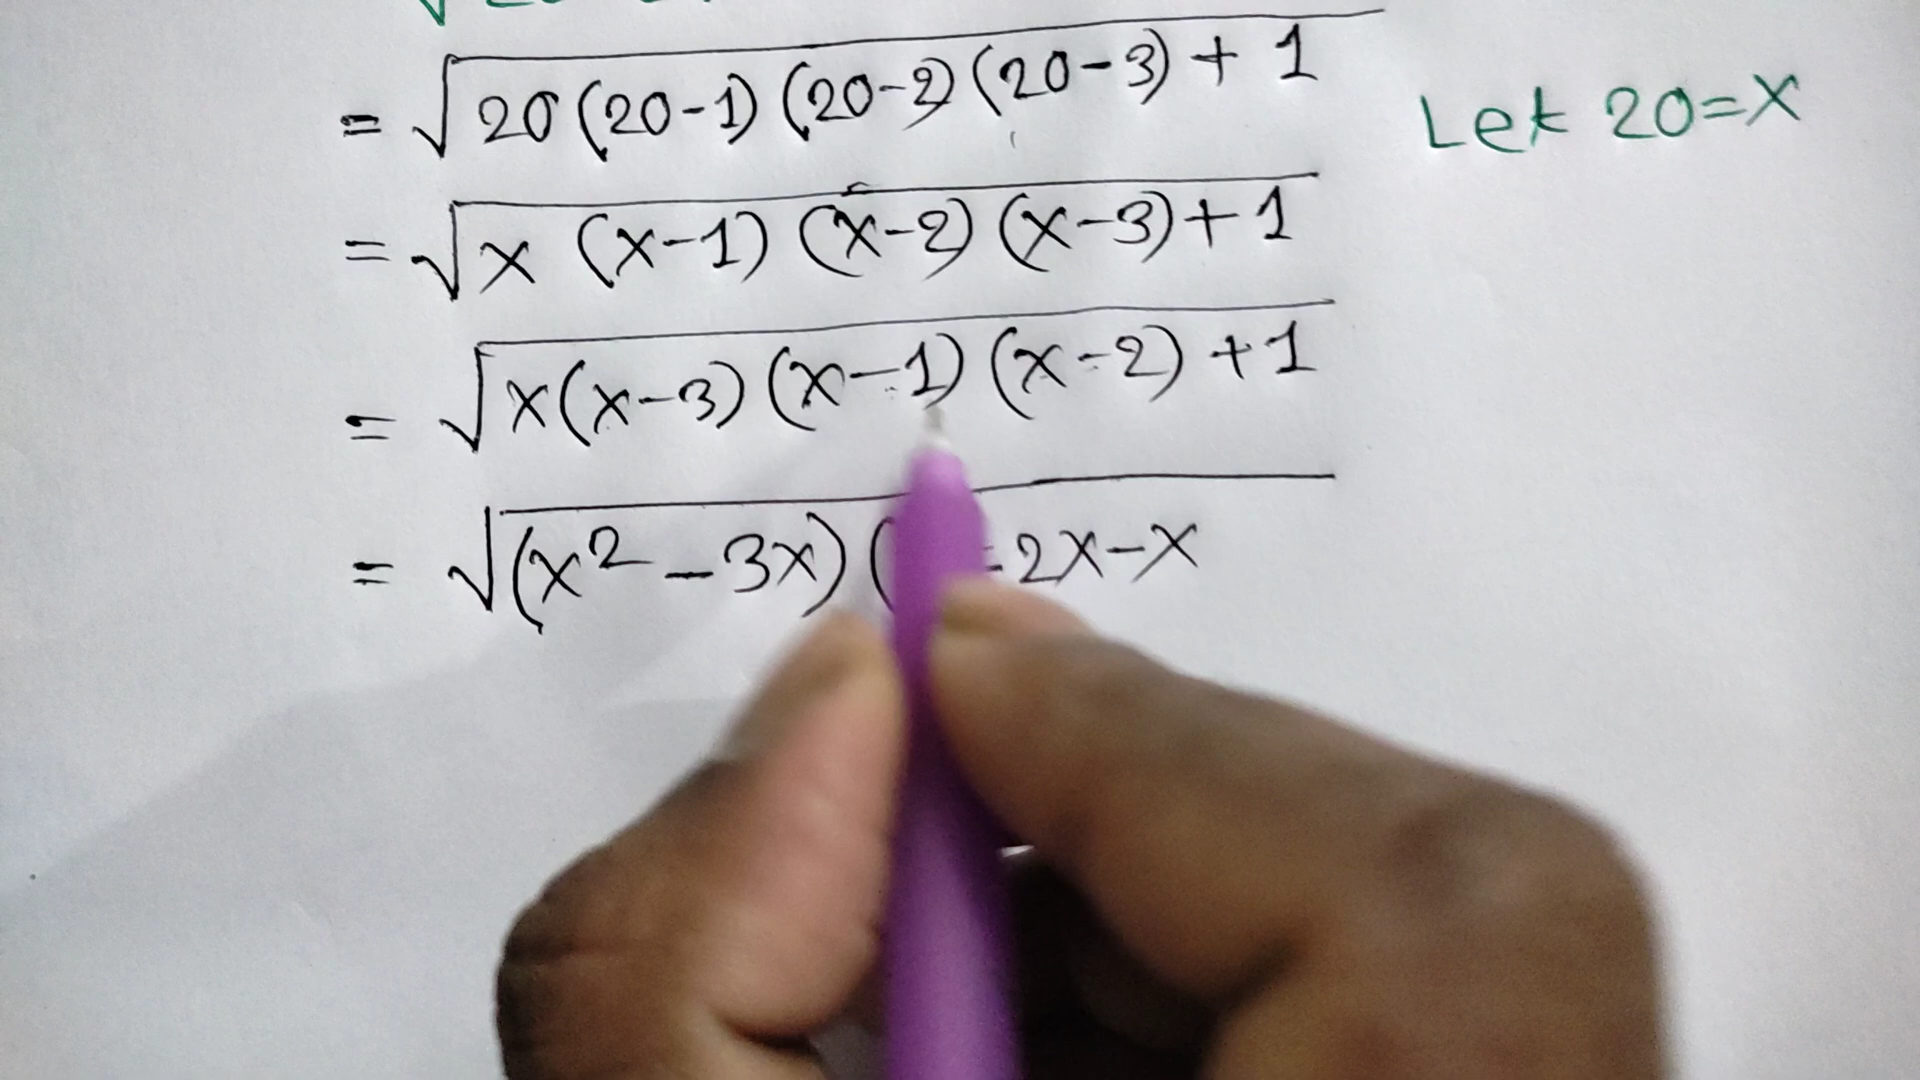 = √20(20-1)(20-2)(20-3)+1
Let 20=x
= √x (x-1) (x-2) (x-3)+1
= √x(x-3)(x-1)(x-2)+1
= √(x²-3x)( -2x-x